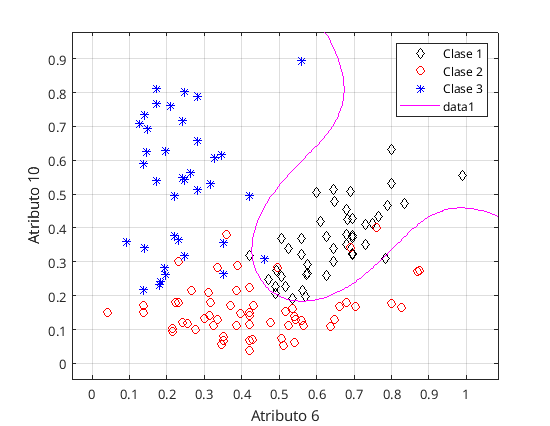 Clase 1
Clase 2
Clase 3
data1
0.9
0.8
0.7
0.6
0.5
0.4
0.3
0.2
0.1
0
Atributo 10
0 0.1 0.2 0.3 0.4 0.5 0.6 0.7 0.8 0.9 1
Atributo 6